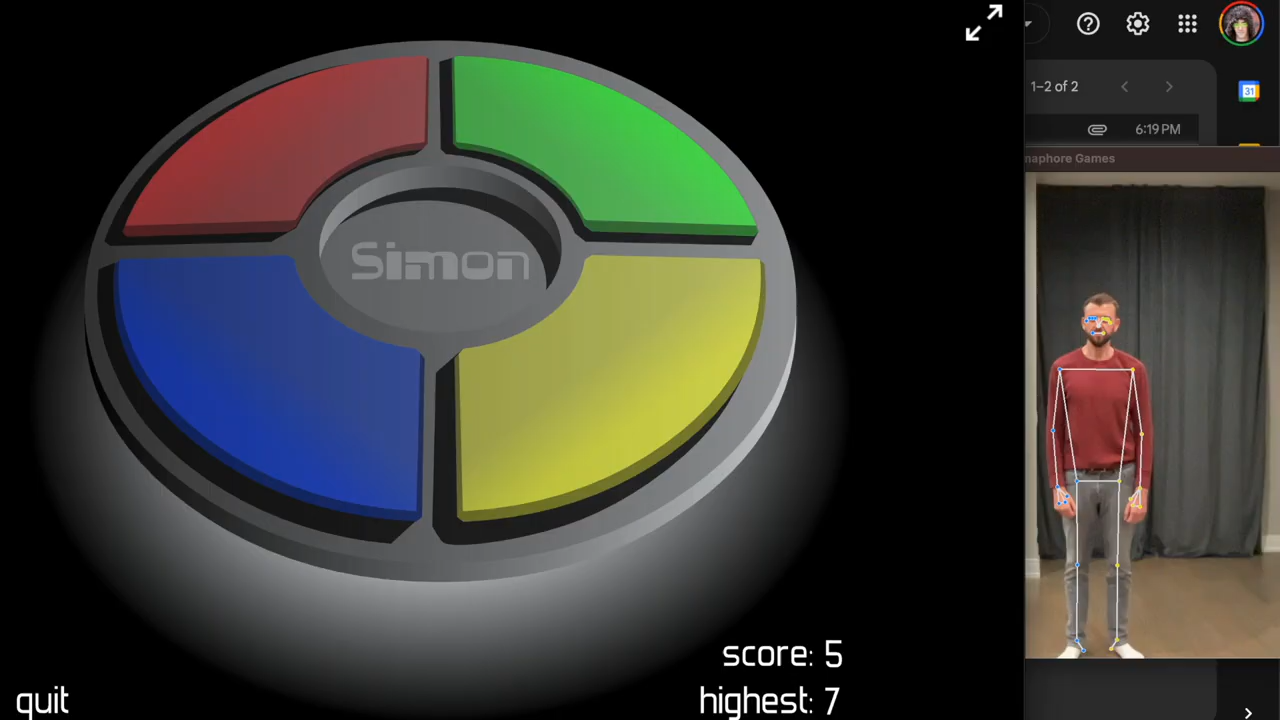 1–2 of 2
31
6:19 PM
naphore Games
Simon
score: 5
quit
highest: 7